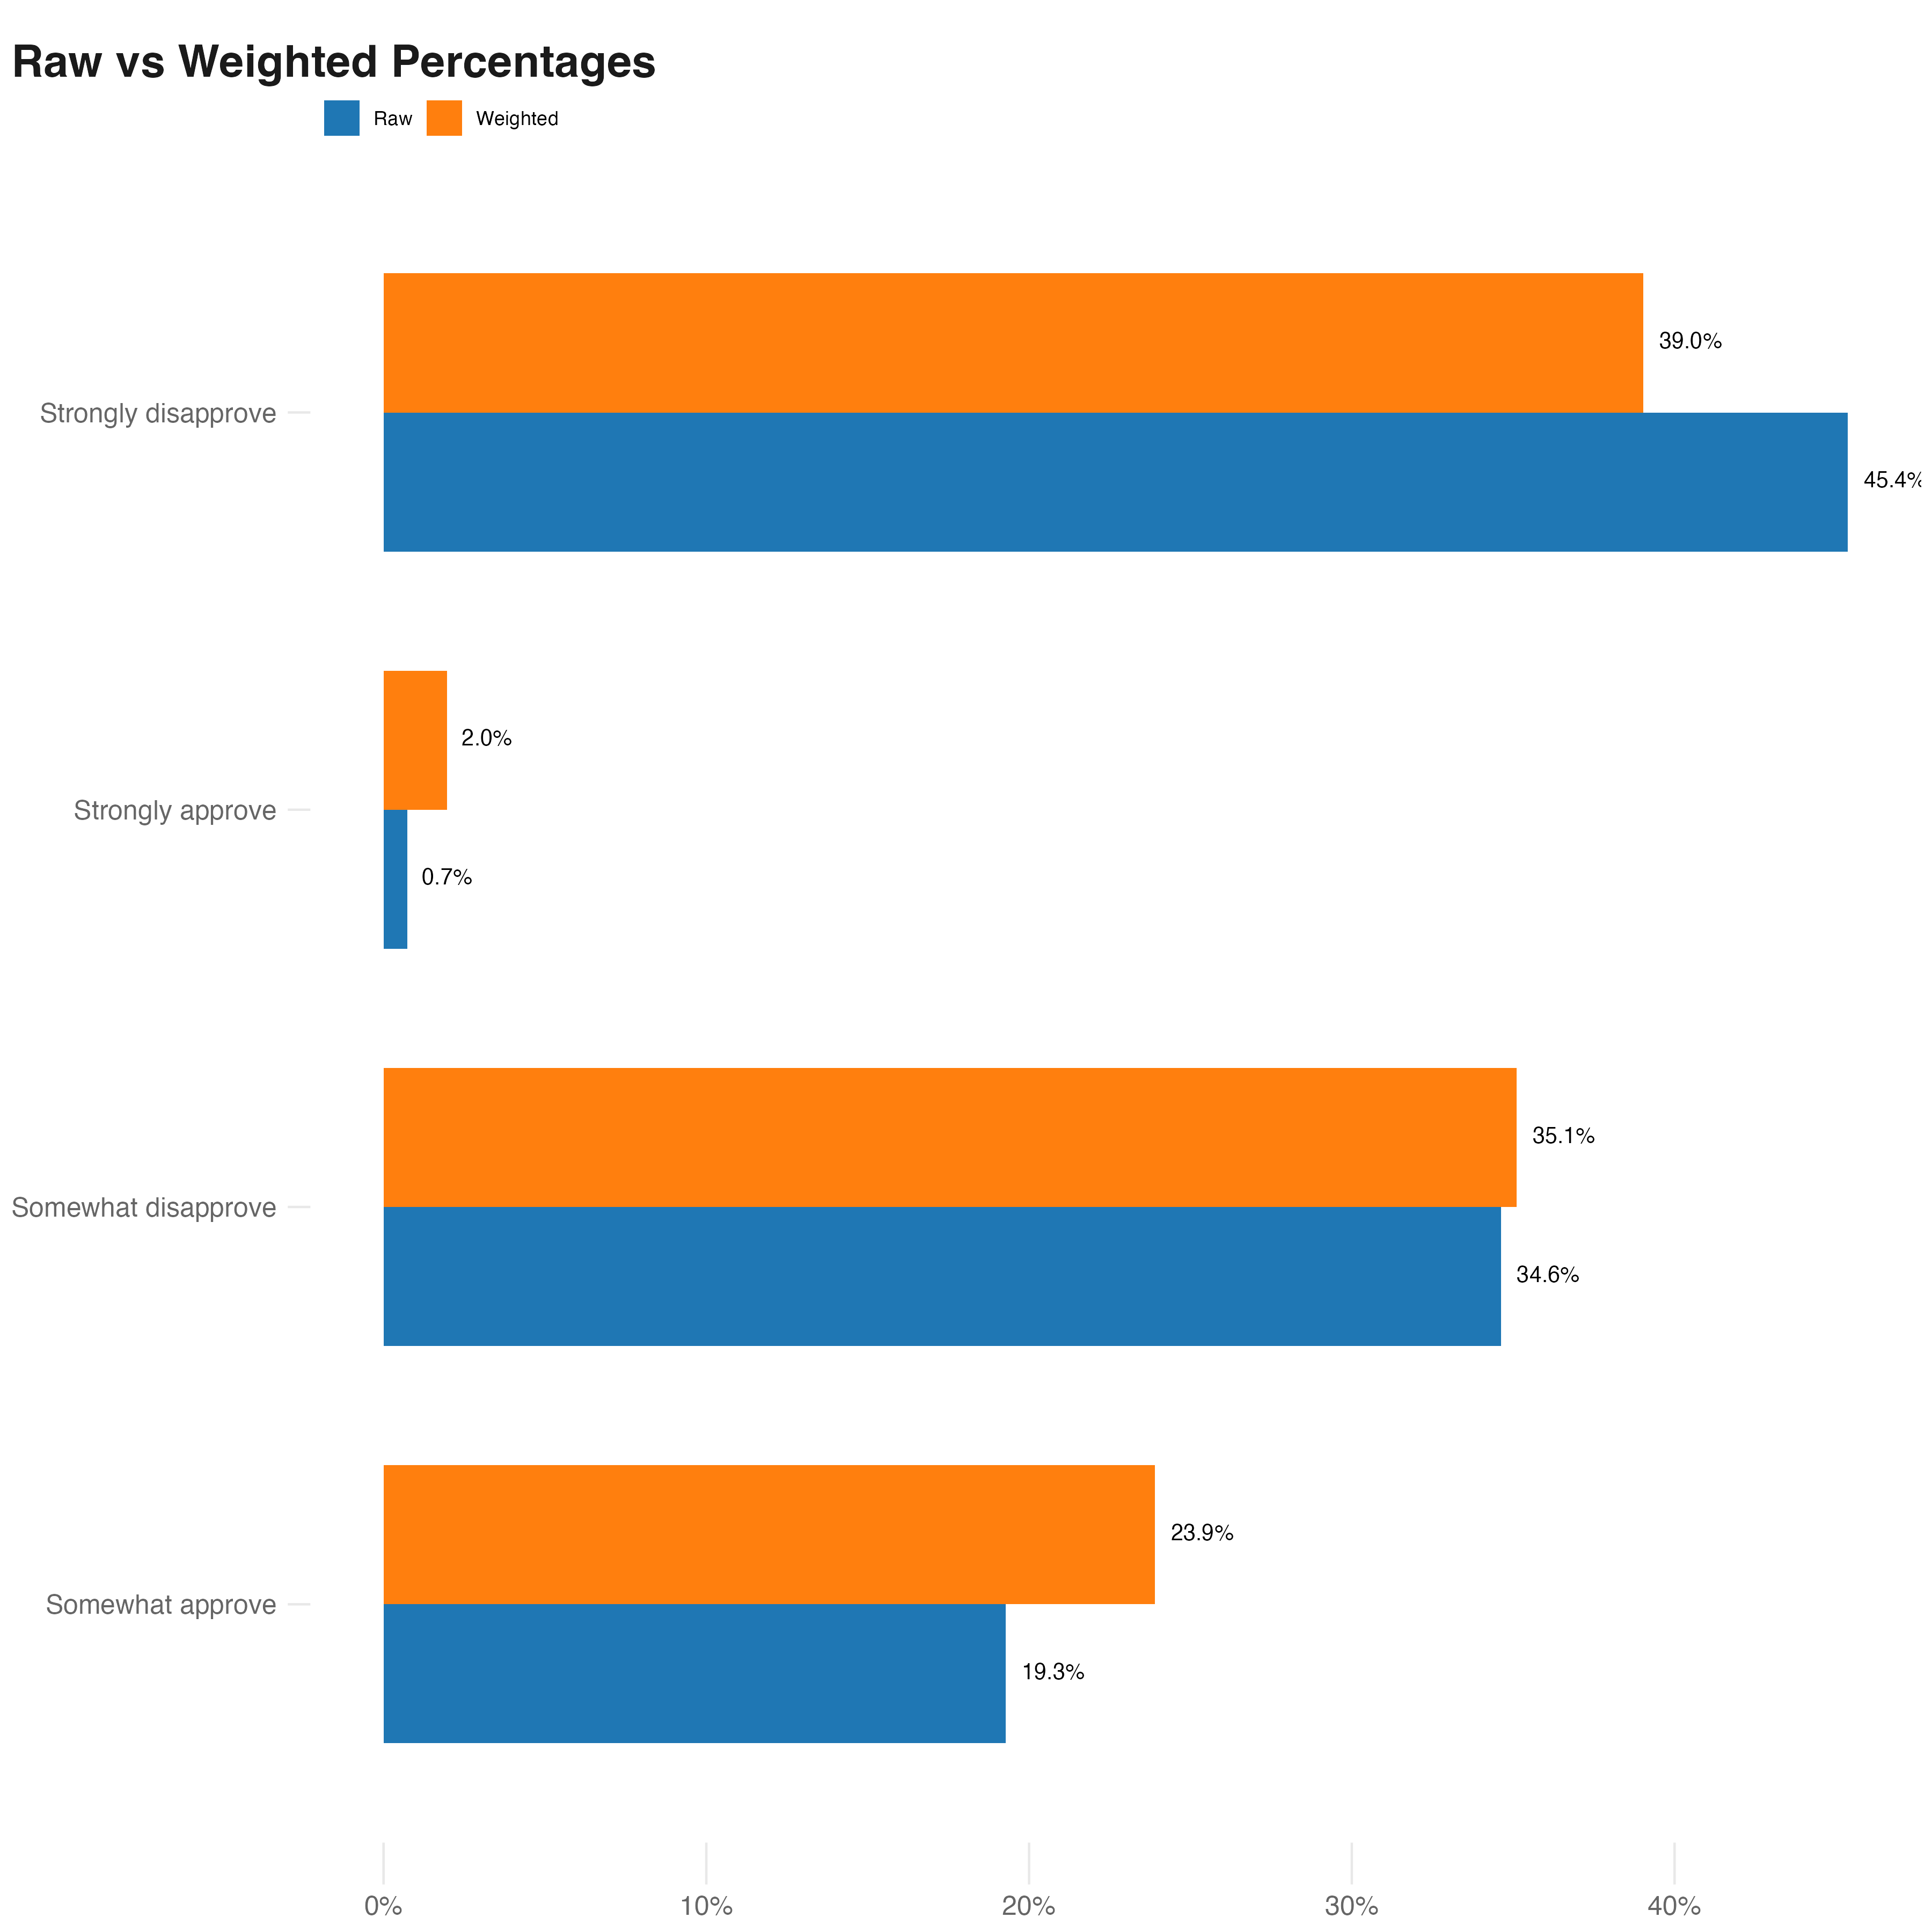 Raw vs Weighted Percentages
Raw Weighted
39.0%
Strongly disapprove
45.4%
2.0%
Strongly approve
0.7%
35.1%
Somewhat disapprove
34.6%
23.9%
Somewhat approve
19.3%
0% 10% 20% 30% 40%